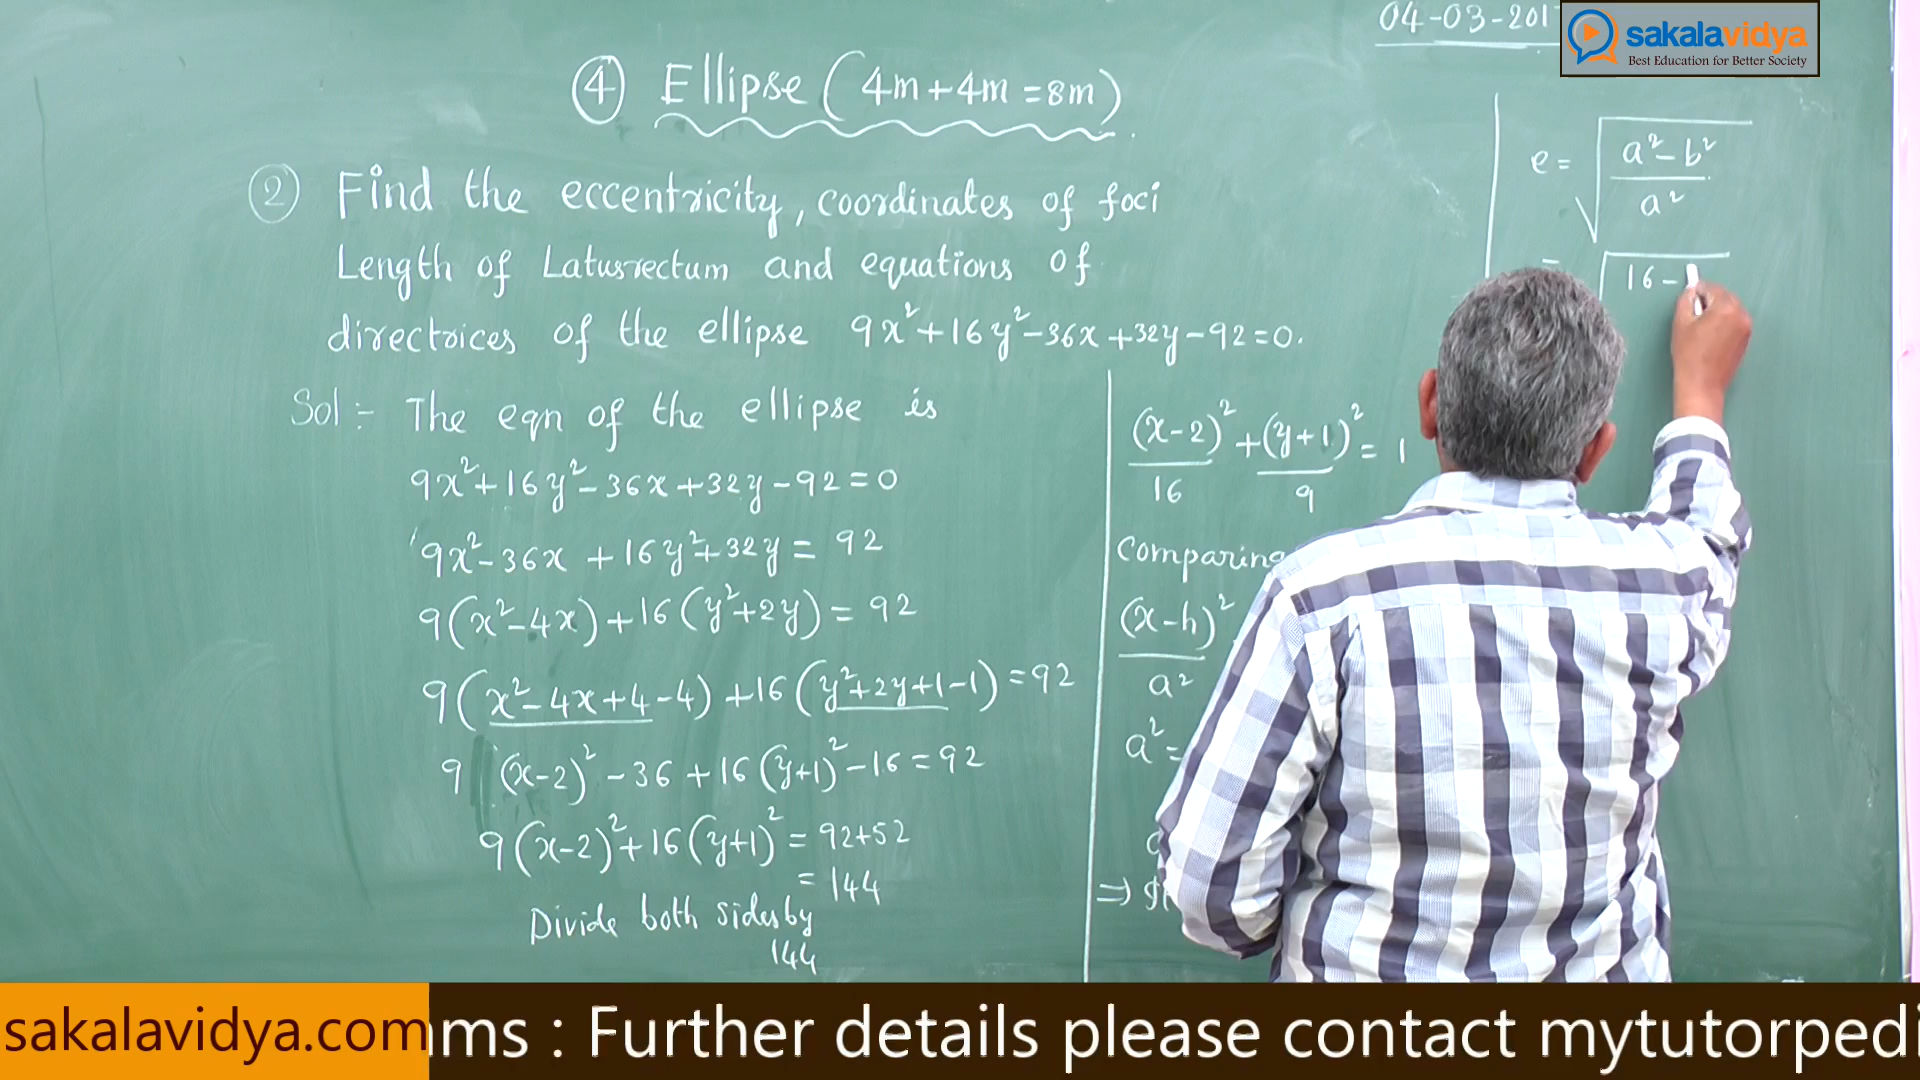 04-03-201
sakalavidya
Best Education for Better Society
④ Ellipse (4m+4m=8m)
② Find the eccentricity, coordinates of foci
Length of Latusrectum and equations of
directrices of the ellipse 9x²+16y²-36x+32y-92=0.
Sol:- The eqn of the ellipse is
9x²+16y²-36x+32y-92=0
9x²-36x+16y²+32y=92
9(x²-4x)+16(y²+2y)=92
9(x²-4x+4-4)+16(y²+2y+1-1)=92
9(x-2)²-36+16(y+1)²-16=92
9(x-2)²+16(y+1)²=92+52
=144
Divide both sides by
144
(x-2)²/16+(y+1)²/9=1
comparing
(x-h)²/a²
a²=
⇒
e=√((a²-b²)/a²)
=√16-
sakalavidya.com
ms : Further details please contact mytutorpedi